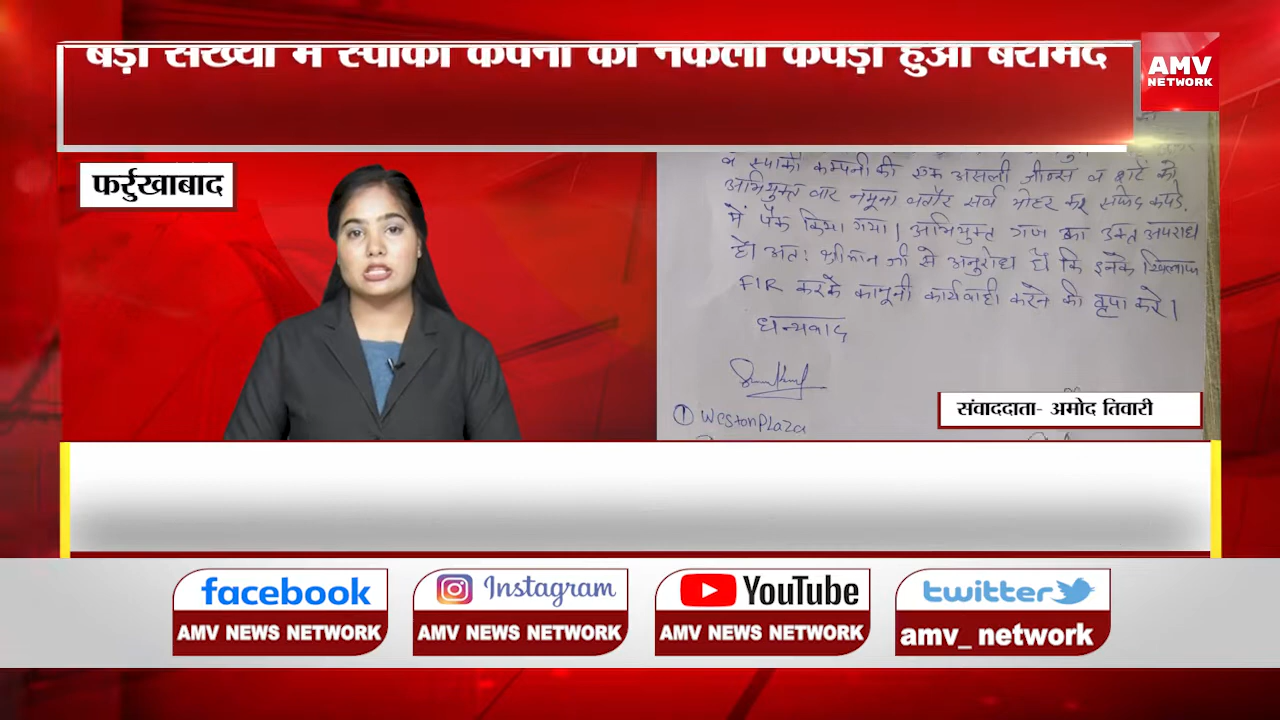 बड़ी संख्या में स्पार्की कंपनी का नकली कपड़ा हुआ बरामद
AMV
NETWORK
फर्रुखाबाद
व स्पार्की कम्पनी की एक असली जीन्स व शर्ट को
अभियुक्त वार नमूना बगैर सर्व मोहर कर सफेद कपड़े
में पैक किया गया। अभियुक्त गण का उक्त अपराध
है। अतः श्रीमान जी से अनुरोध है कि इनके खिलाफ
FIR करके कानूनी कार्यवाही करने की कृपा करे।
धन्यवाद
① WestonPlaza
संवाददाता- अमोद तिवारी
facebook
AMV NEWS NETWORK
Instagram
AMV NEWS NETWORK
YouTube
AMV NEWS NETWORK
twitter
amv_ network